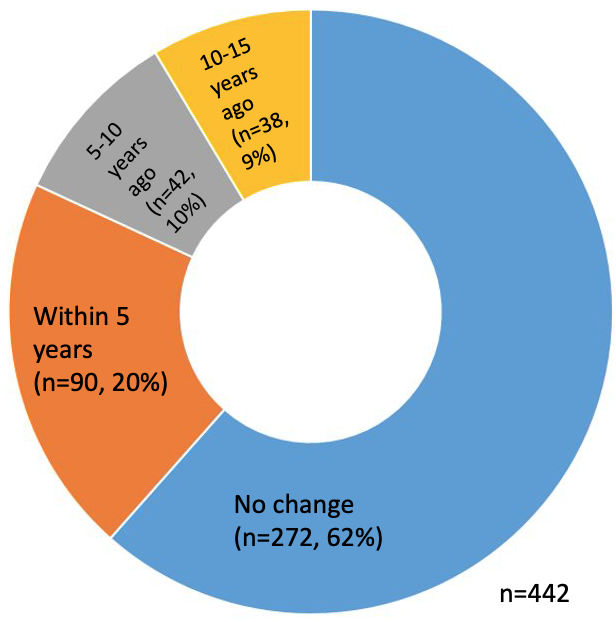 10-15
years
ago
(n=38,
9%)
5-10
years
ago
(n=42,
10%)
Within 5
years
(n=90, 20%)
No change
(n=272, 62%)
n=442